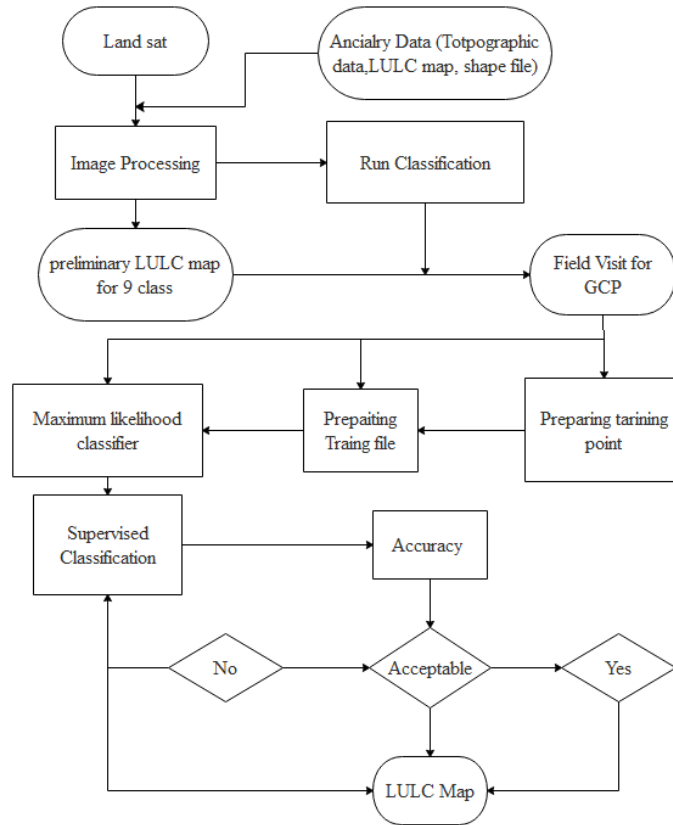 Land sat
Ancialry Data (Totpographic
data,LULC map, shape file)
Image Processing
Run Classification
preliminary LULC map
for 9 class
Field Visit for
GCP
Maximum likelihood
classifier
Prepaiting
Traing file
Preparing tarining
point
Supervised
Classification
Accuracy
No
Acceptable
Yes
LULC Map